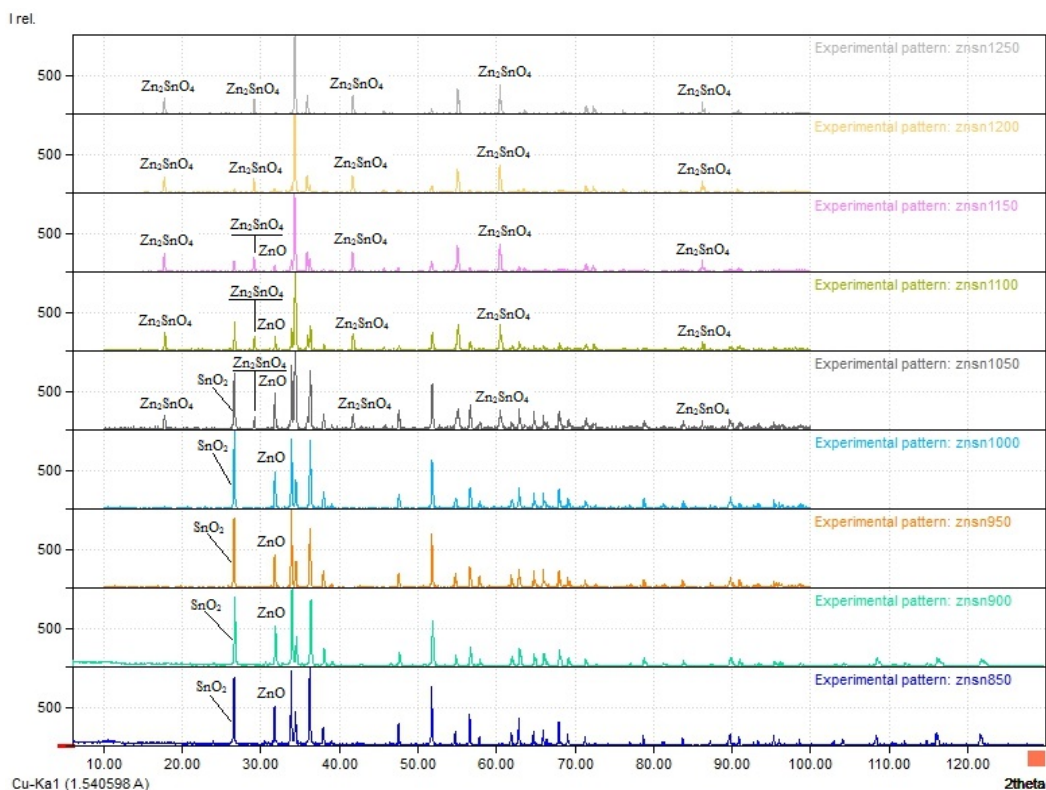 I rel.
Experimental pattern: znsn1250
500
Zn₂SnO₄ Zn₂SnO₄ Zn₂SnO₄ Zn₂SnO₄ Zn₂SnO₄
Experimental pattern: znsn1200
500
Zn₂SnO₄ Zn₂SnO₄ Zn₂SnO₄ Zn₂SnO₄ Zn₂SnO₄
Experimental pattern: znsn1150
500
Zn₂SnO₄ Zn₂SnO₄ ZnO Zn₂SnO₄ Zn₂SnO₄ Zn₂SnO₄
Experimental pattern: znsn1100
500
Zn₂SnO₄ Zn₂SnO₄ ZnO Zn₂SnO₄ Zn₂SnO₄ Zn₂SnO₄
Experimental pattern: znsn1050
500
Zn₂SnO₄ SnO₂ Zn₂SnO₄ ZnO Zn₂SnO₄ Zn₂SnO₄ Zn₂SnO₄
Experimental pattern: znsn1000
500
SnO₂ ZnO
Experimental pattern: znsn950
500
SnO₂ ZnO
Experimental pattern: znsn900
500
SnO₂ ZnO
Experimental pattern: znsn850
500
SnO₂ ZnO
10.00 20.00 30.00 40.00 50.00 60.00 70.00 80.00 90.00 100.00 110.00 120.00
Cu-Ka1 (1.540598 A) 2theta